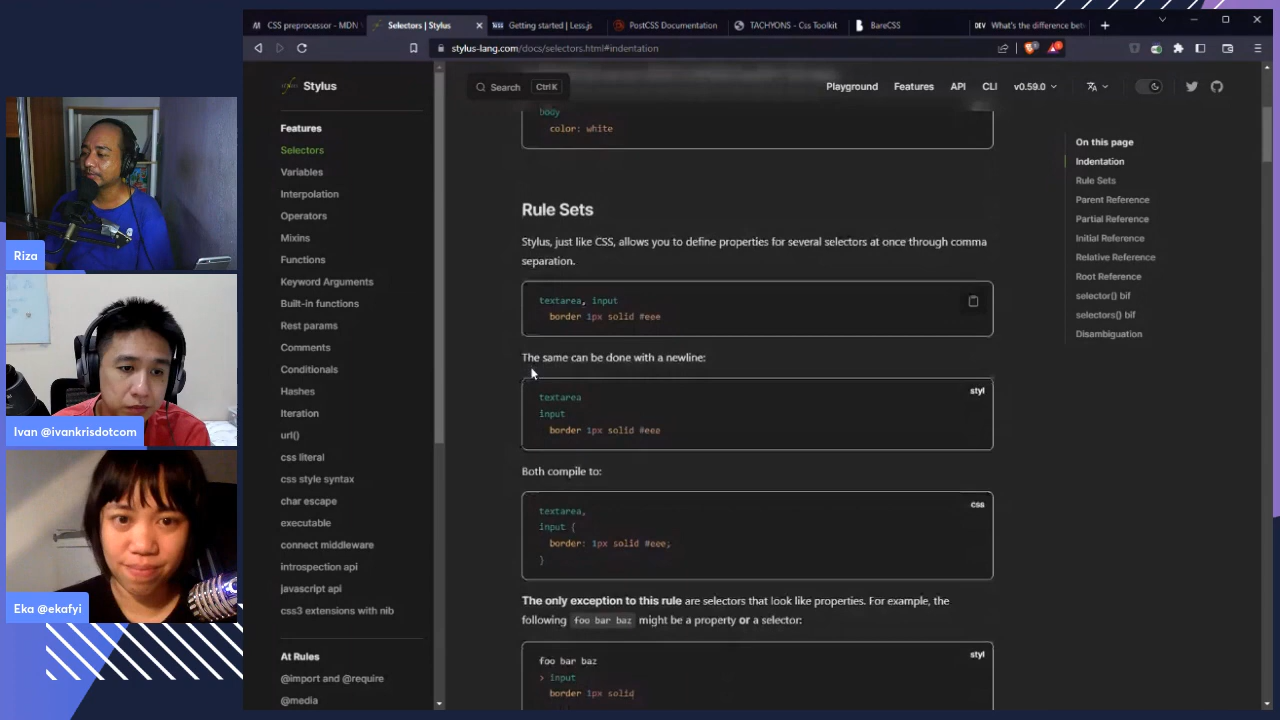 CSS preprocessor - MDN
Selectors | Stylus
Getting started | Less.js
PostCSS Documentation
TACHYONS - Css Toolkit
BareCSS
DEV
What's the difference bet
stylus-lang.com/docs/selectors.html#indentation
Stylus
Search
Ctrl K
Playground
Features
API
CLI
v0.59.0
Features
Selectors
Variables
Interpolation
Operators
Mixins
Functions
Keyword Arguments
Built-in functions
Rest params
Comments
Conditionals
Hashes
Iteration
url()
css literal
css style syntax
char escape
executable
connect middleware
introspection api
javascript api
css3 extensions with nib
At Rules
@import and @require
@media
body
color: white
Rule Sets
Stylus, just like CSS, allows you to define properties for several selectors at once through comma
separation.
textarea, input
border 1px solid #eee
The same can be done with a newline:
styl
textarea
input
border 1px solid #eee
Both compile to:
css
textarea,
input {
border: 1px solid #eee;
}
The only exception to this rule are selectors that look like properties. For example, the
following foo bar baz might be a property or a selector:
styl
foo bar baz
> input
border 1px solid
On this page
Indentation
Rule Sets
Parent Reference
Partial Reference
Initial Reference
Relative Reference
Root Reference
selector() bif
selectors() bif
Disambiguation
Riza
Ivan @ivankrisdotcom
Eka @ekafyi